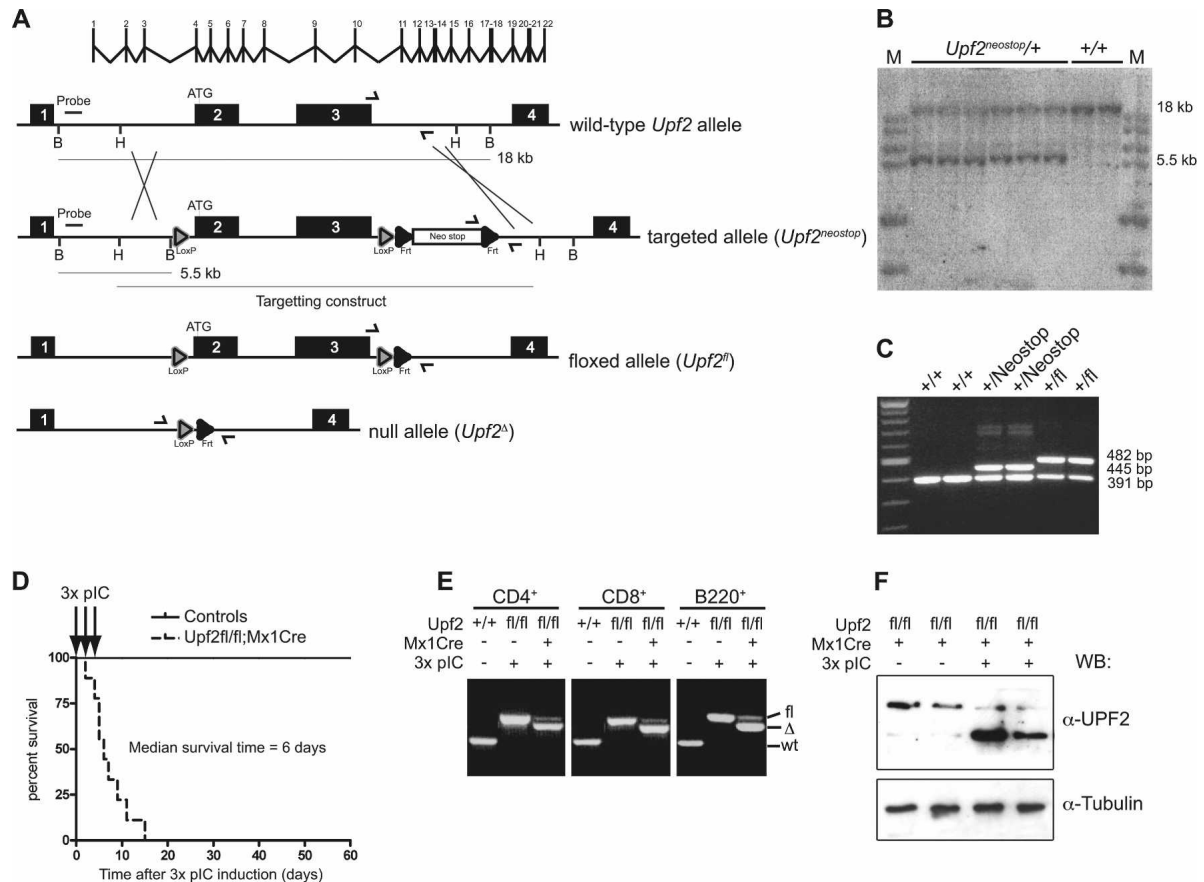 A
1 2 3 4 5 6 7 8 9 10 11 12 13-14 15 16 17-18 19 20-21 22
Probe ATG
1 2 3 4
wild-type Upf2 allele
B H H B
18 kb
Probe ATG
1 2 3 Neo stop 4
targeted allele (Upf2neostop)
B H B LoxP LoxP Frt Frt H B
5.5 kb
Targetting construct
ATG
1 2 3 4
floxed allele (Upf2fl)
LoxP LoxP Frt
1 4
null allele (Upf2Δ)
LoxP Frt
B
Upf2neostop/+ +/+
M M
18 kb
5.5 kb
C
+/+ +/+ +/Neostop +/Neostop +/fl +/fl
482 bp
445 bp
391 bp
D
3x pIC
Controls
Upf2fl/fl;Mx1Cre
100
75
50
25
0
percent survival
Median survival time = 6 days
0 10 20 30 40 50 60
Time after 3x pIC induction (days)
E
CD4+ CD8+ B220+
Upf2 +/+ fl/fl fl/fl +/+ fl/fl fl/fl +/+ fl/fl fl/fl
Mx1Cre - - + - - + - - +
3x pIC - + + - + + - + +
fl
Δ
wt
F
Upf2 fl/fl fl/fl fl/fl fl/fl
Mx1Cre + + + +
3x pIC - - + +
WB:
α-UPF2
α-Tubulin